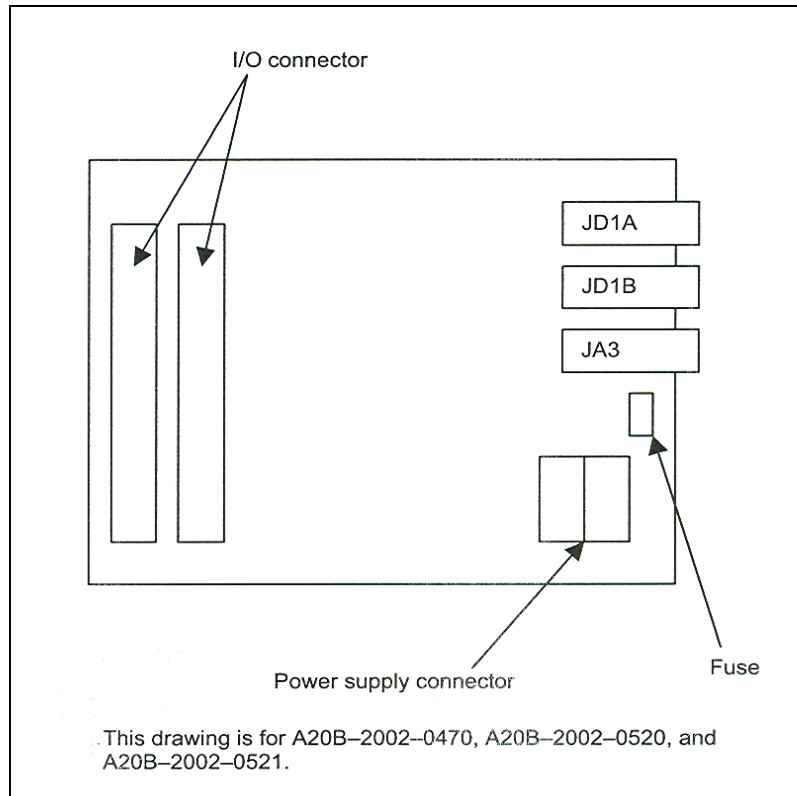 I/O connector
JD1A
JD1B
JA3
Fuse
Power supply connector
This drawing is for A20B–2002–0470, A20B–2002–0520, and
A20B–2002–0521.